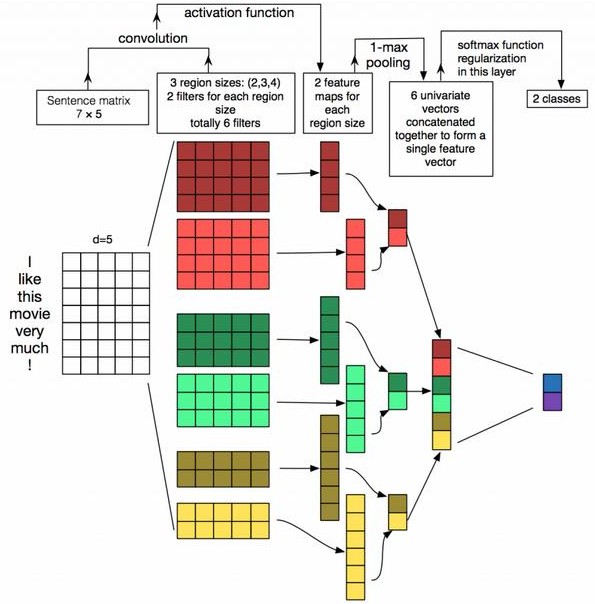 activation function
convolution
Sentence matrix
7 × 5
3 region sizes: (2,3,4)
2 filters for each region
size
totally 6 filters
2 feature
maps for
each
region size
1-max
pooling
6 univariate
vectors
concatenated
together to form a
single feature
vector
softmax function
regularization
in this layer
2 classes
d=5
I
like
this
movie
very
much
!